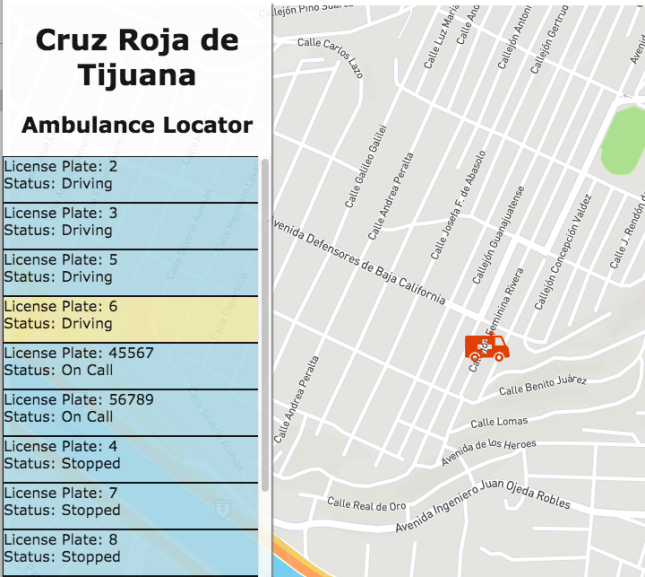 Cruz Roja de
Tijuana
Ambulance Locator
License Plate: 2
Status: Driving
License Plate: 3
Status: Driving
License Plate: 5
Status: Driving
License Plate: 6
Status: Driving
License Plate: 45567
Status: On Call
License Plate: 56789
Status: On Call
License Plate: 4
Status: Stopped
License Plate: 7
Status: Stopped
License Plate: 8
Status: Stopped
Callejón Pino Suárez
Calle Carlos Lazo
Calle Luz María
Callejón Antoni
Callejón Gertrud
Avenid
Calle Galileo Galilei
Calle Andrea Peralta
Calle Josefa F. de Abasolo
Callejón Guanajuatense
Callejón Concepción Valdez
Calle J. Rendón d
Avenida Defensores de Baja California
Feminina Rivera
Calle Andrea Peralta
Calle Benito Juárez
Calle Lomas
Avenida de los Heroes
Calle Real de Oro
Avenida Ingeniero Juan Ojeda Robles